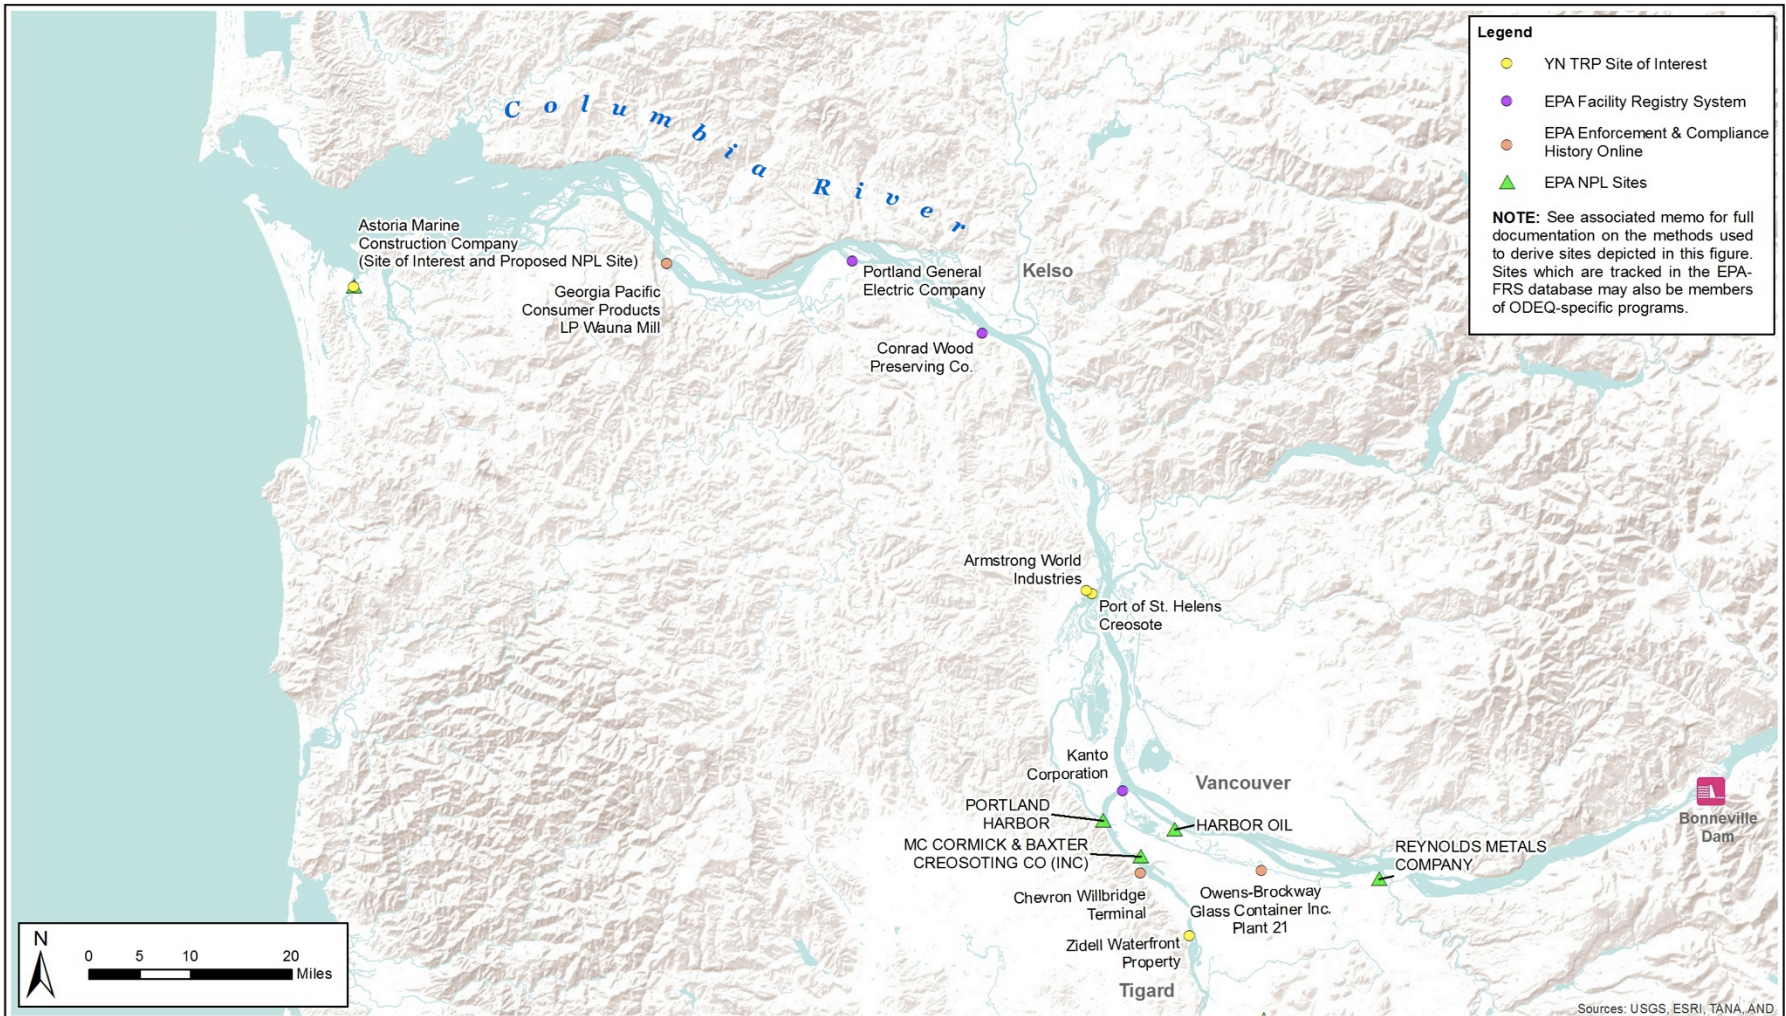 Legend
YN TRP Site of Interest
EPA Facility Registry System
EPA Enforcement & Compliance
History Online
EPA NPL Sites
NOTE: See associated memo for full
documentation on the methods used
to derive sites depicted in this figure.
Sites which are tracked in the EPA-
FRS database may also be members
of ODEQ-specific programs.
Columbia River
Astoria Marine
Construction Company
(Site of Interest and Proposed NPL Site)
Georgia Pacific
Consumer Products
LP Wauna Mill
Portland General
Electric Company
Kelso
Conrad Wood
Preserving Co.
Armstrong World
Industries
Port of St. Helens
Creosote
Kanto
Corporation
Vancouver
PORTLAND
HARBOR
HARBOR OIL
MC CORMICK & BAXTER
CREOSOTING CO (INC)
REYNOLDS METALS
COMPANY
Bonneville
Dam
Chevron Willbridge
Terminal
Owens-Brockway
Glass Container Inc.
Plant 21
Zidell Waterfront
Property
Tigard
N
0 5 10 20
Miles
Sources: USGS, ESRI, TANA, AND